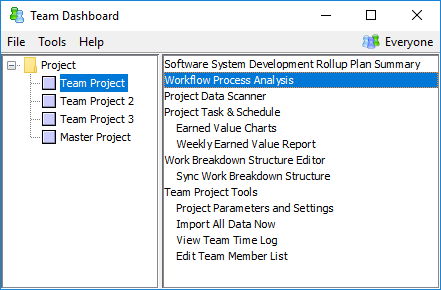 Team Dashboard
File Tools Help
Everyone
Project
Team Project
Team Project 2
Team Project 3
Master Project
Software System Development Rollup Plan Summary
Workflow Process Analysis
Project Data Scanner
Project Task & Schedule
Earned Value Charts
Weekly Earned Value Report
Work Breakdown Structure Editor
Sync Work Breakdown Structure
Team Project Tools
Project Parameters and Settings
Import All Data Now
View Team Time Log
Edit Team Member List